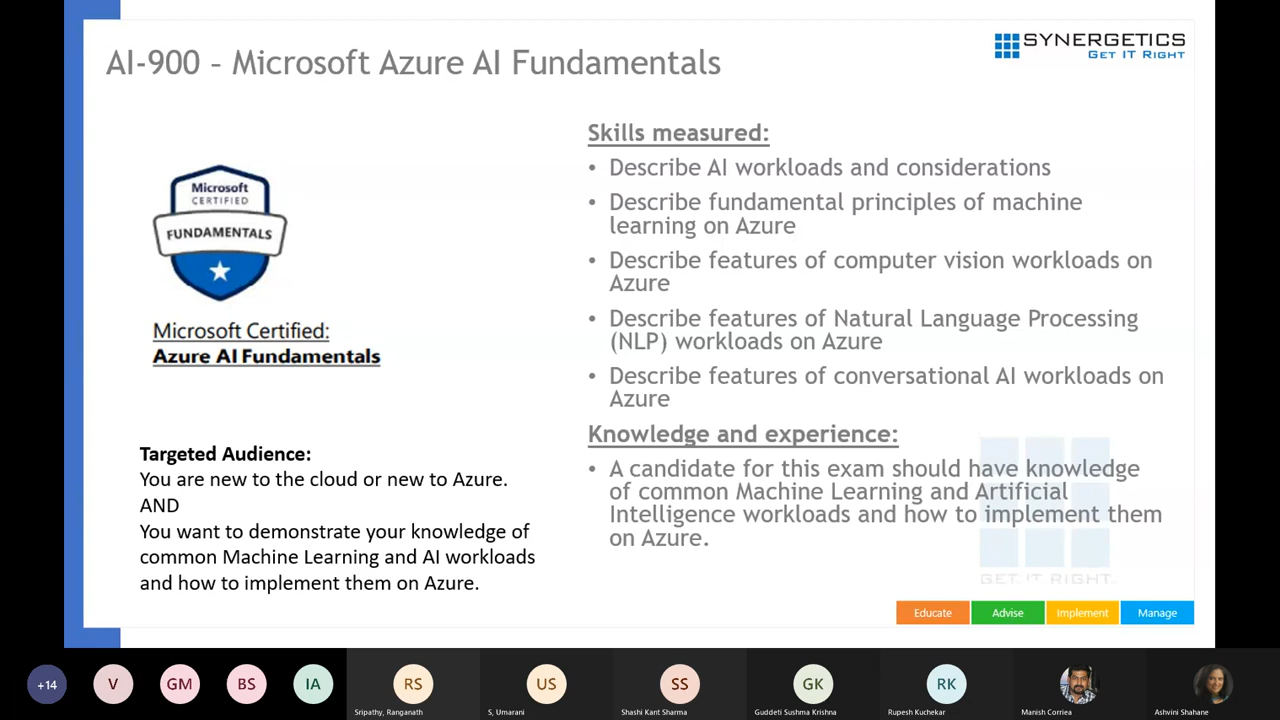 AI-900 – Microsoft Azure AI Fundamentals
SYNERGETICS
GET IT RIGHT
Microsoft
CERTIFIED
FUNDAMENTALS
Microsoft Certified:
Azure AI Fundamentals
Targeted Audience:
You are new to the cloud or new to Azure.
AND
You want to demonstrate your knowledge of
common Machine Learning and AI workloads
and how to implement them on Azure.
Skills measured:
• Describe AI workloads and considerations
• Describe fundamental principles of machine
learning on Azure
• Describe features of computer vision workloads on
Azure
• Describe features of Natural Language Processing
(NLP) workloads on Azure
• Describe features of conversational AI workloads on
Azure
Knowledge and experience:
• A candidate for this exam should have knowledge
of common Machine Learning and Artificial
Intelligence workloads and how to implement them
on Azure.
GET IT RIGHT.
Educate Advise Implement Manage
+14 V GM BS IA RS US SS GK RK
Sripathy, Ranganath S, Umarani Shashi Kant Sharma Guddeti Sushma Krishna Rupesh Kuchekar Manish Corriea Ashvini Shahane